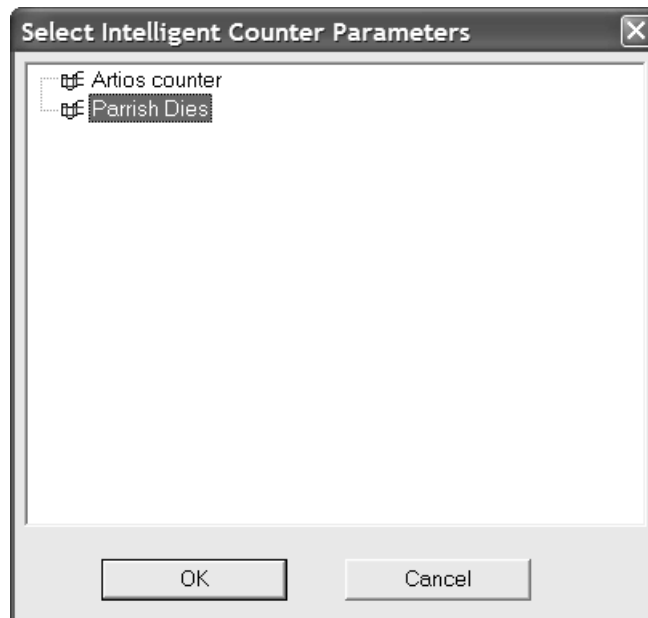 Select Intelligent Counter Parameters
Artios counter
Parrish Dies
OK Cancel